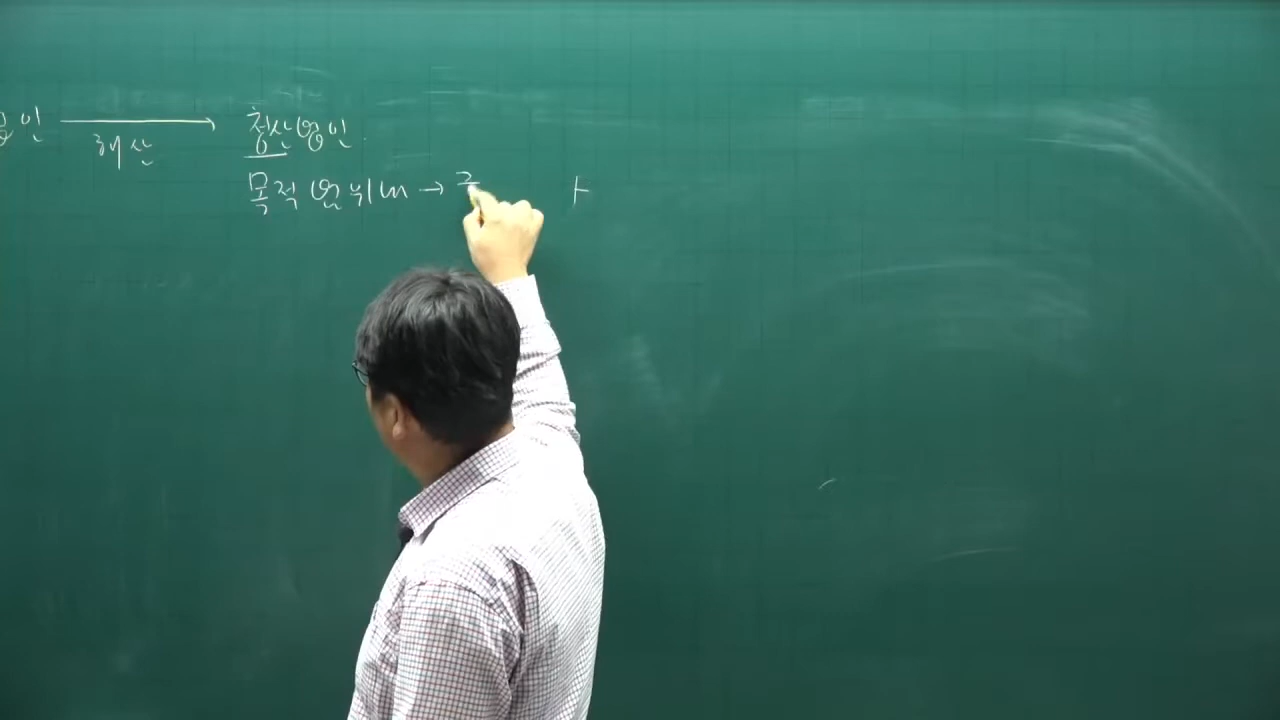 인 → 청산법인
해산
목적 범위 내 →